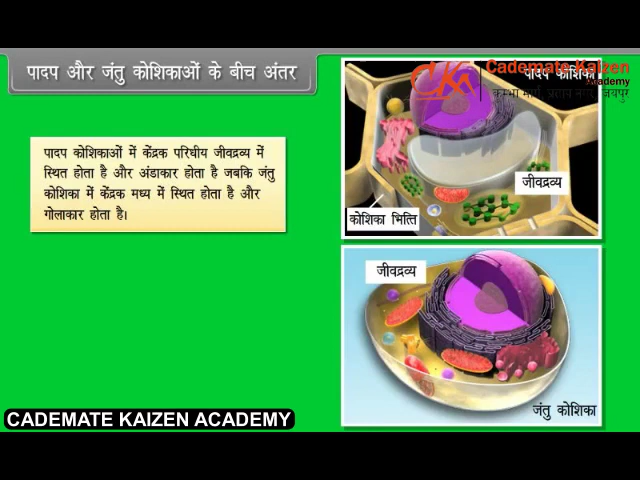 पादप और जंतु कोशिकाओं के बीच अंतर
पादप कोशिकाओं में केंद्रक परिधीय जीवद्रव्य में
स्थित होता है और अंडाकार होता है जबकि जंतु
कोशिका में केंद्रक मध्य में स्थित होता है और
गोलाकार होता है।
Cademate Kaizen
Academy
पादप कोशिका
जीवद्रव्य
कोशिका भित्ति
जीवद्रव्य
जंतु कोशिका
CADEMATE KAIZEN ACADEMY